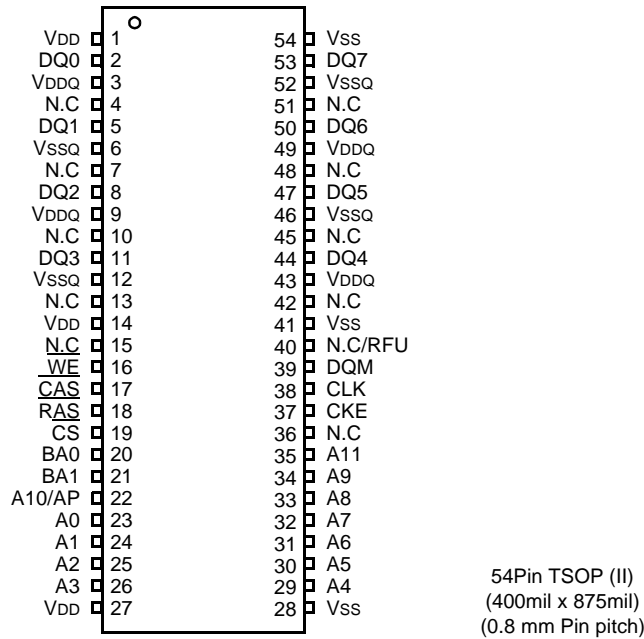 VDD 1 54 VSS
DQ0 2 53 DQ7
VDDQ 3 52 VSSQ
N.C 4 51 N.C
DQ1 5 50 DQ6
VSSQ 6 49 VDDQ
N.C 7 48 N.C
DQ2 8 47 DQ5
VDDQ 9 46 VSSQ
N.C 10 45 N.C
DQ3 11 44 DQ4
VSSQ 12 43 VDDQ
N.C 13 42 N.C
VDD 14 41 VSS
N.C 15 40 N.C/RFU
WE 16 39 DQM
CAS 17 38 CLK
RAS 18 37 CKE
CS 19 36 N.C
BA0 20 35 A11
BA1 21 34 A9
A10/AP 22 33 A8
A0 23 32 A7
A1 24 31 A6
A2 25 30 A5
A3 26 29 A4
VDD 27 28 VSS
54Pin TSOP (II)
(400mil x 875mil)
(0.8 mm Pin pitch)